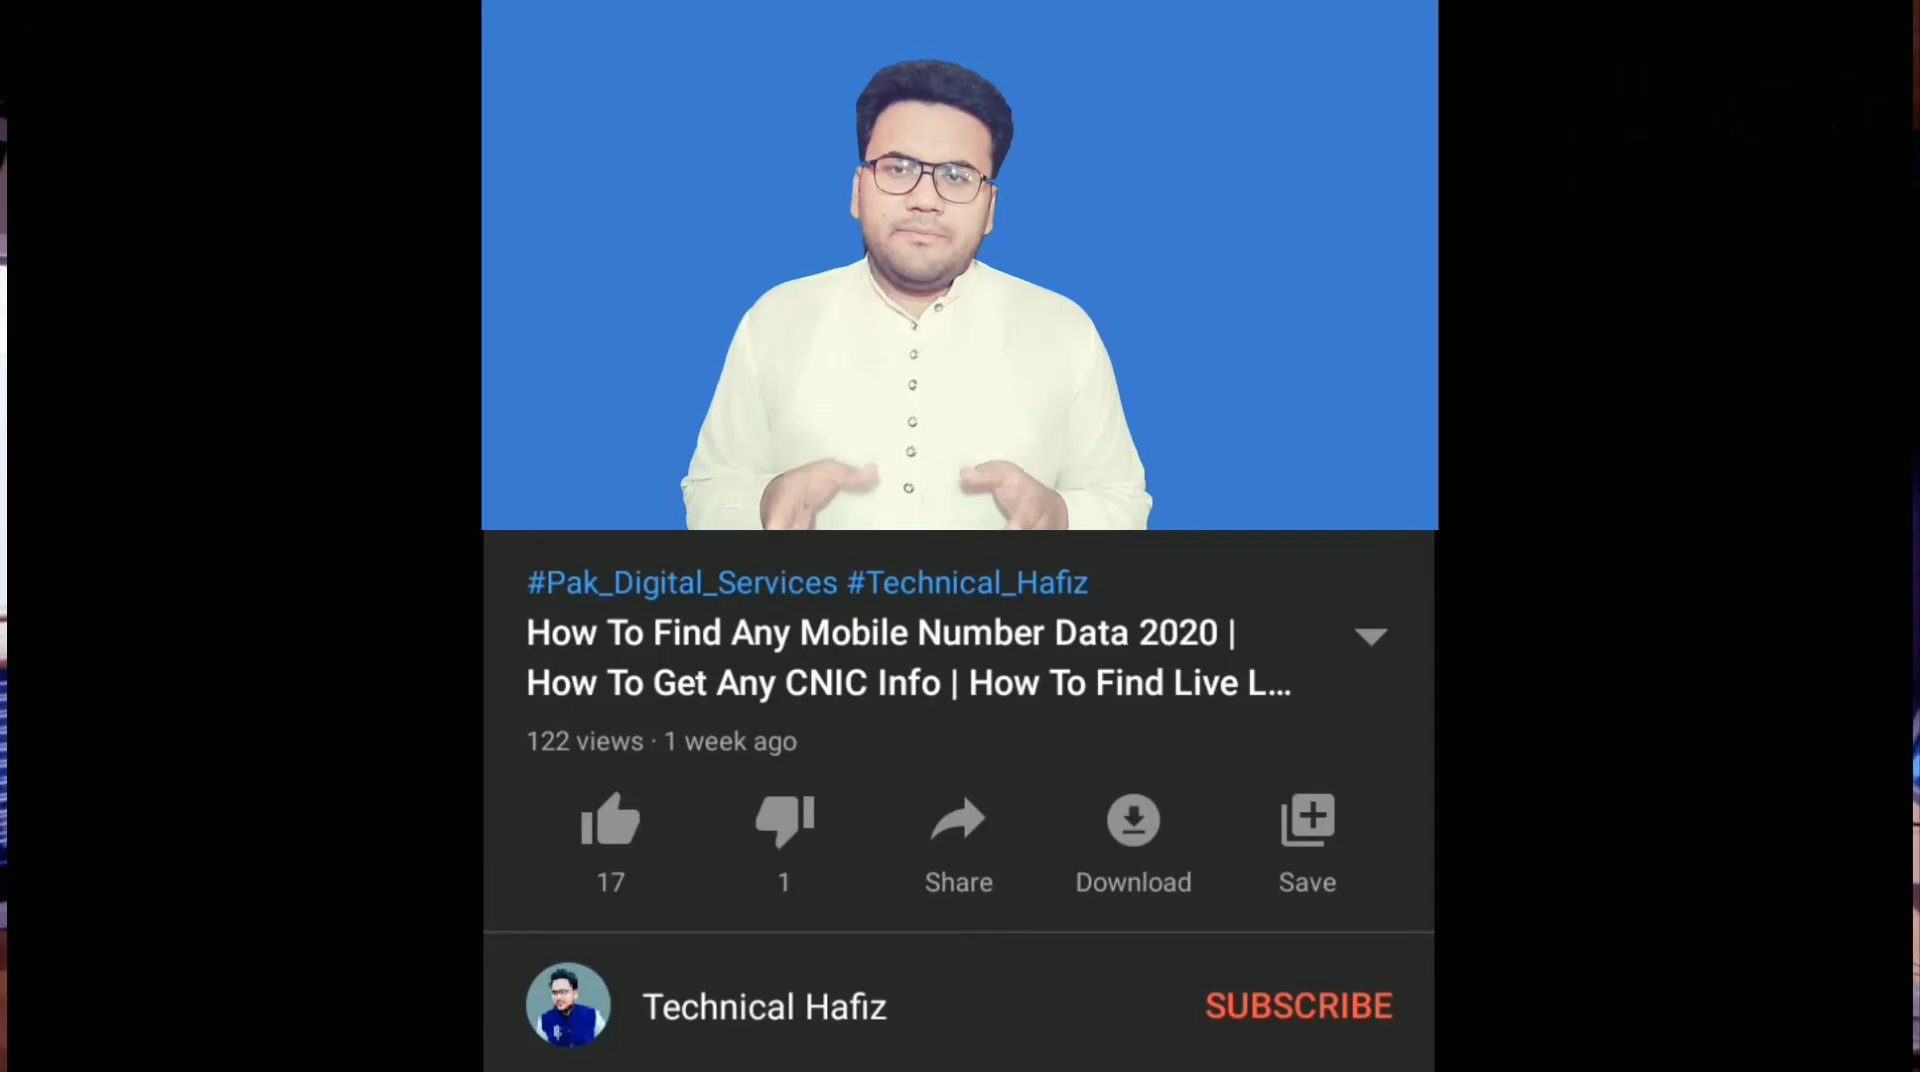 #Pak_Digital_Services #Technical_Hafiz
How To Find Any Mobile Number Data 2020 |
How To Get Any CNIC Info | How To Find Live L...
122 views · 1 week ago
17
1
Share
Download
Save
Technical Hafiz
SUBSCRIBE